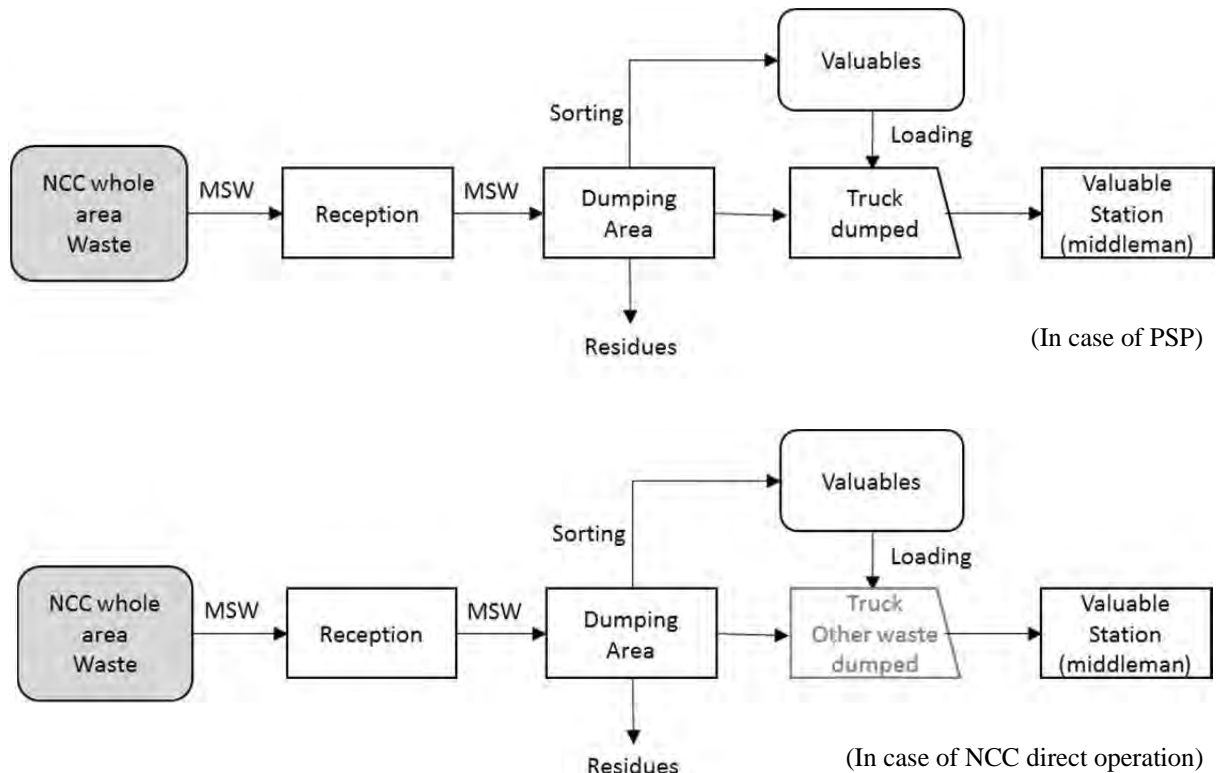 Valuables
Sorting
Loading
NCC whole
area
Waste
MSW
Reception
MSW
Dumping
Area
Truck
dumped
Valuable
Station
(middleman)
Residues
(In case of PSP)
Valuables
Sorting
Loading
NCC whole
area
Waste
MSW
Reception
MSW
Dumping
Area
Truck
Other waste
dumped
Valuable
Station
(middleman)
Residues
(In case of NCC direct operation)